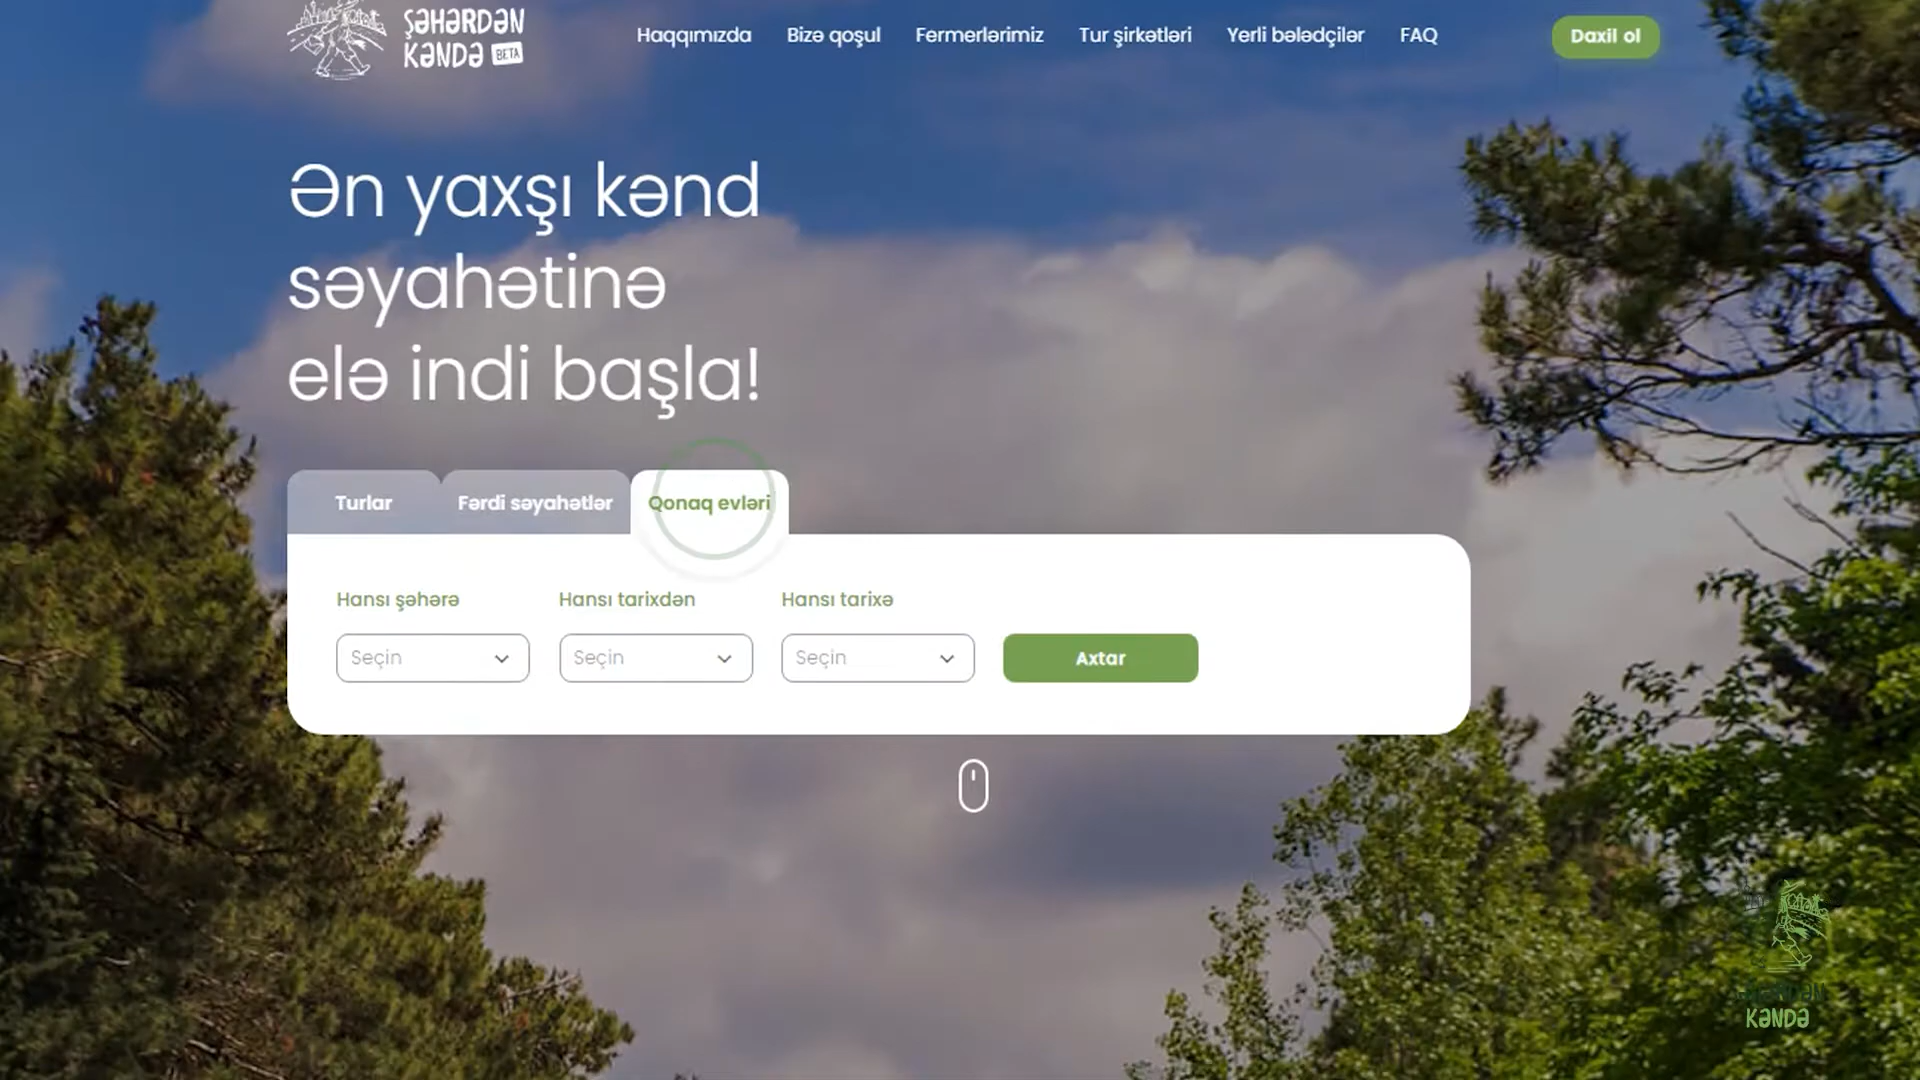 ŞəHəRDəN
KəNDə BETA
Haqqımızda Bizə qoşul Fermerlərimiz Tur şirkətləri Yerli bələdçilər FAQ Daxil ol
Ən yaxşı kənd
səyahətinə
elə indi başla!
Turlar Fərdi səyahətlər Qonaq evləri
Hansı şəhərə Hansı tarixdən Hansı tarixə
Seçin Seçin Seçin Axtar
ŞəHəRDəN
KəNDə